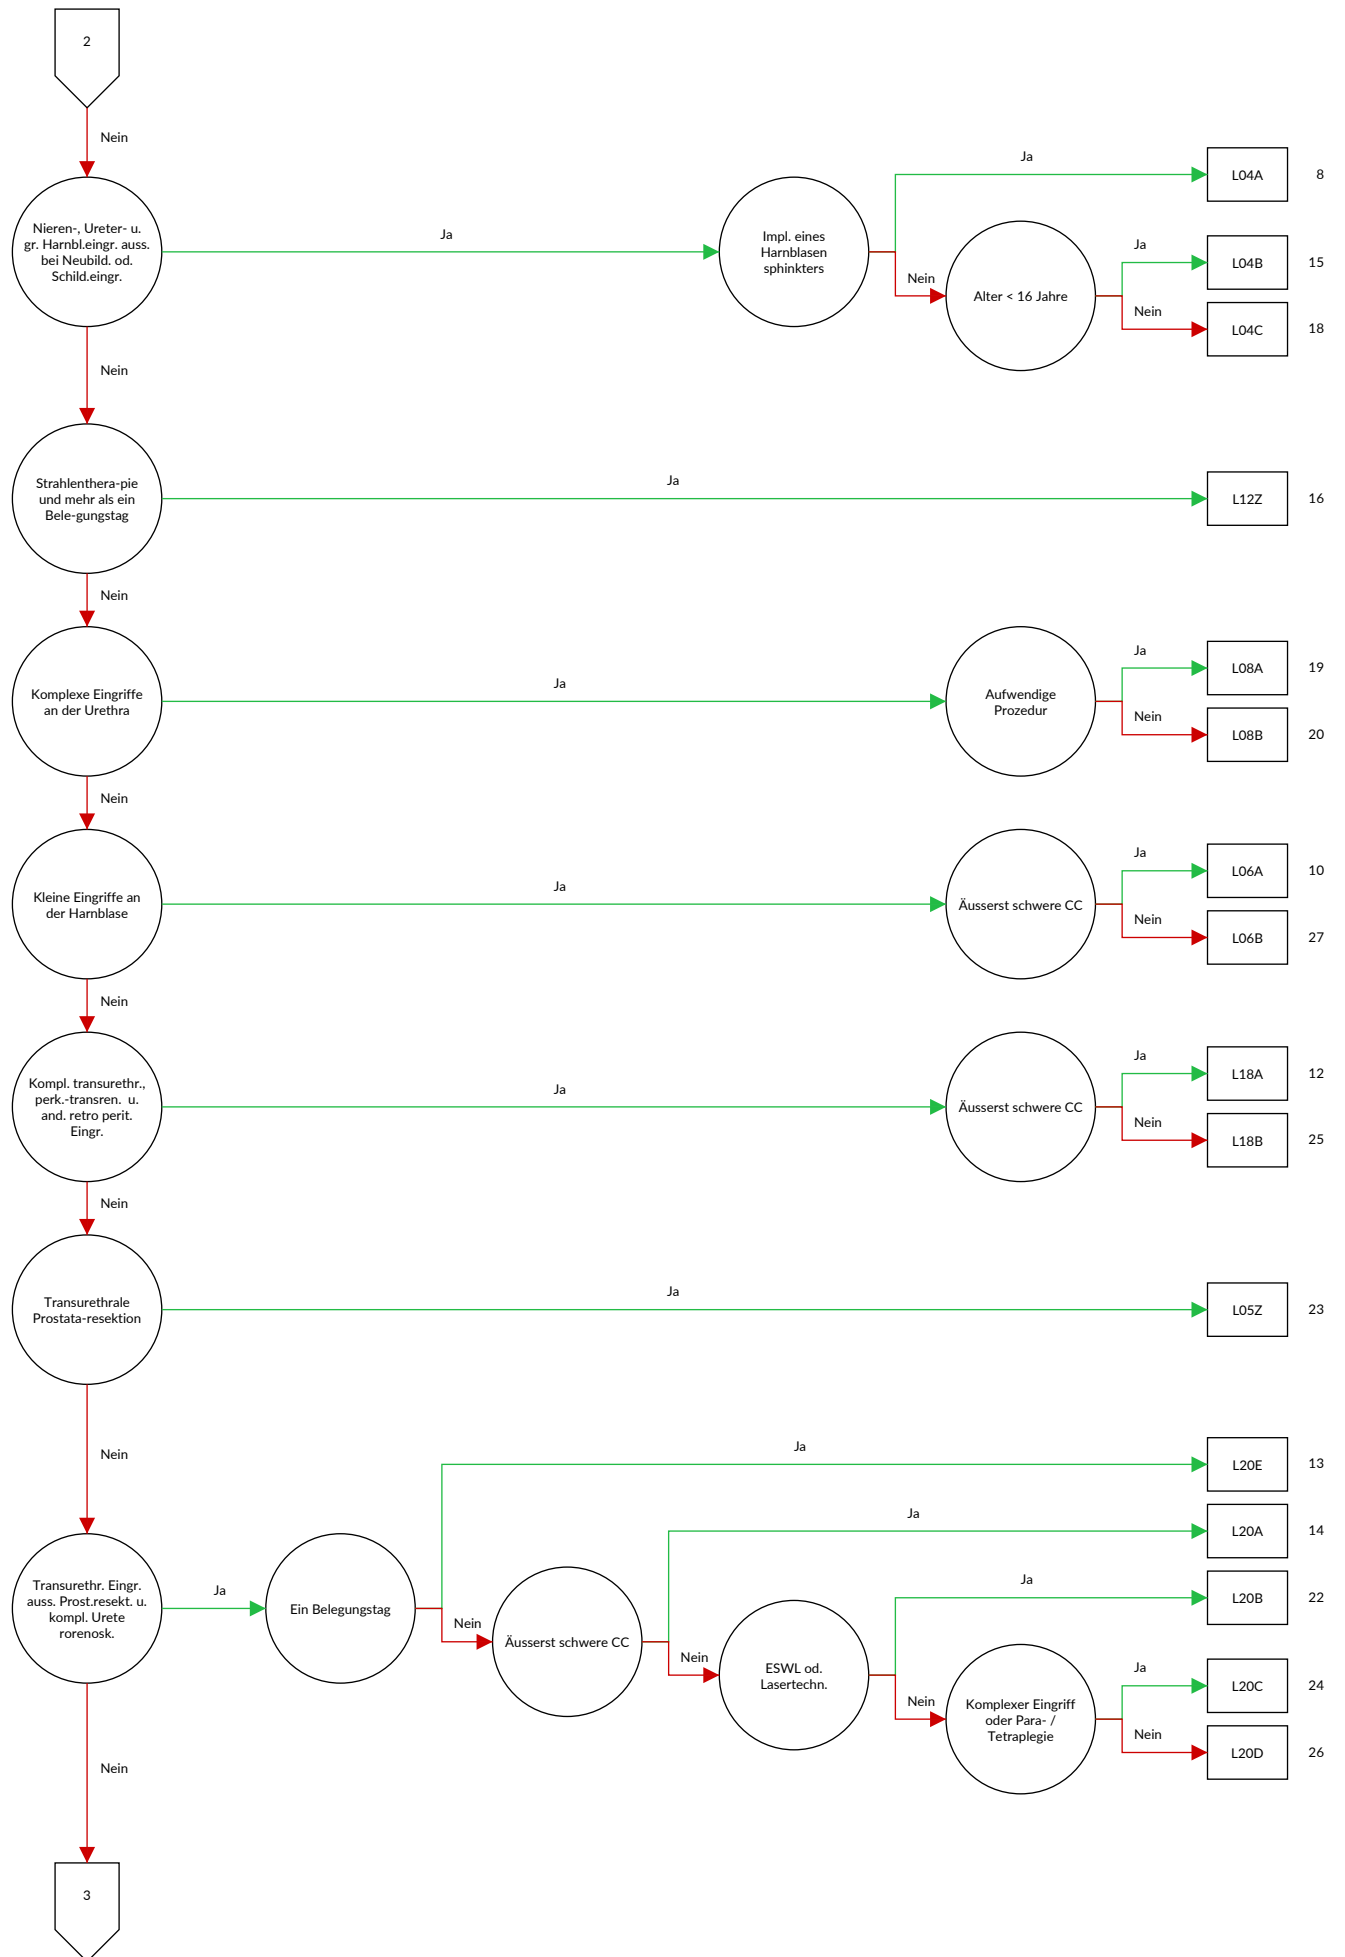 2
Nein
Nieren-, Ureter- u.
gr. Harnbl.eingr. auss.
bei Neubild. od.
Schild.eingr.
Ja
Impl. eines
Harnblasen
sphinkters
Ja
L04A
8
Nein
Alter < 16 Jahre
Ja
L04B
15
Nein
L04C
18
Nein
Strahlenthera-pie
und mehr als ein
Bele-gungstag
Ja
L12Z
16
Nein
Komplexe Eingriffe
an der Urethra
Ja
Aufwendige
Prozedur
Ja
L08A
19
Nein
L08B
20
Nein
Kleine Eingriffe an
der Harnblase
Ja
Äusserst schwere CC
Ja
L06A
10
Nein
L06B
27
Nein
Kompl. transurethr.,
perk.-transren. u.
and. retro perit.
Eingr.
Ja
Äusserst schwere CC
Ja
L18A
12
Nein
L18B
25
Nein
Transurethrale
Prostata-resektion
Ja
L05Z
23
Nein
Transurethr. Eingr.
auss. Prost.resekt. u.
kompl. Urete
rorenosk.
Ja
Ein Belegungstag
Ja
L20E
13
Nein
Äusserst schwere CC
Ja
L20A
14
Nein
ESWL od.
Lasertechn.
Ja
L20B
22
Nein
Komplexer Eingriff
oder Para- /
Tetraplegie
Ja
L20C
24
Nein
L20D
26
Nein
3